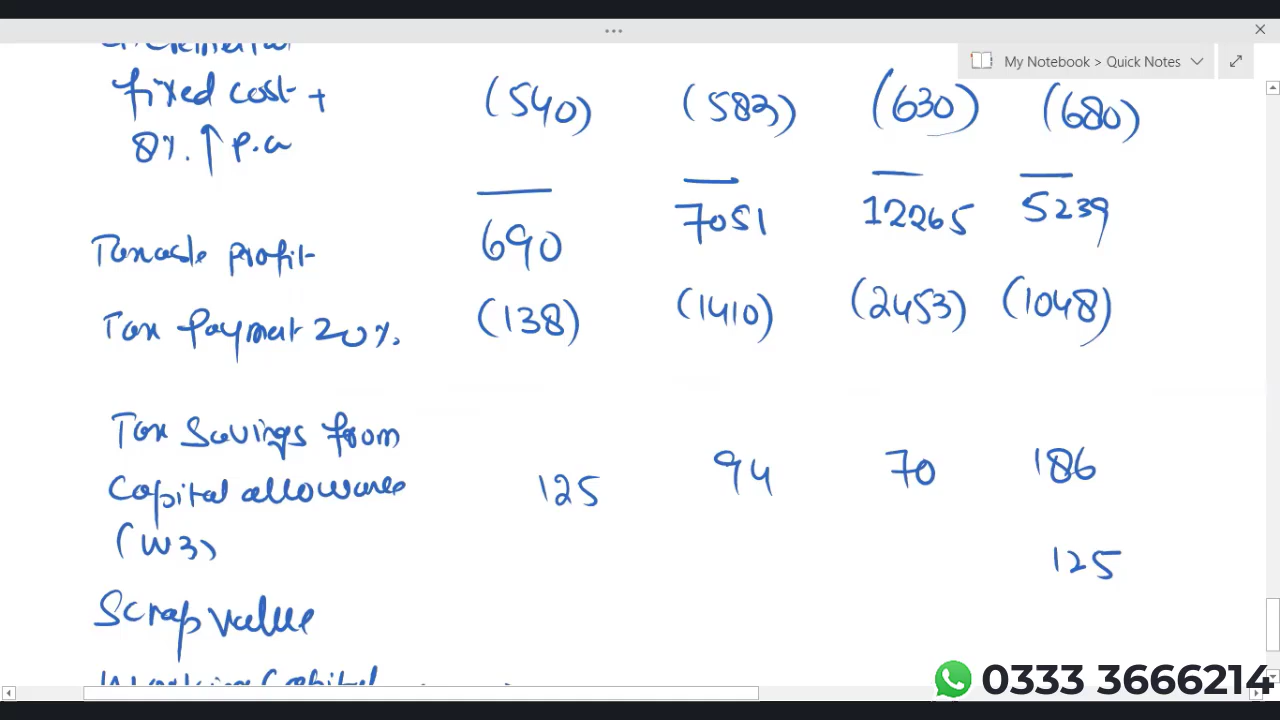 My Notebook > Quick Notes
fixed cost + (540) (583) (630) (680)
8% ↑ p.a
690 7051 12265 5239
Taxable profit
Tax Payment 20%. (138) (1410) (2453) (1048)
Tax Savings from
Capital allowance 125 94 70 186
(W3)
125
Scrap value
Working Capital
0333 3666214